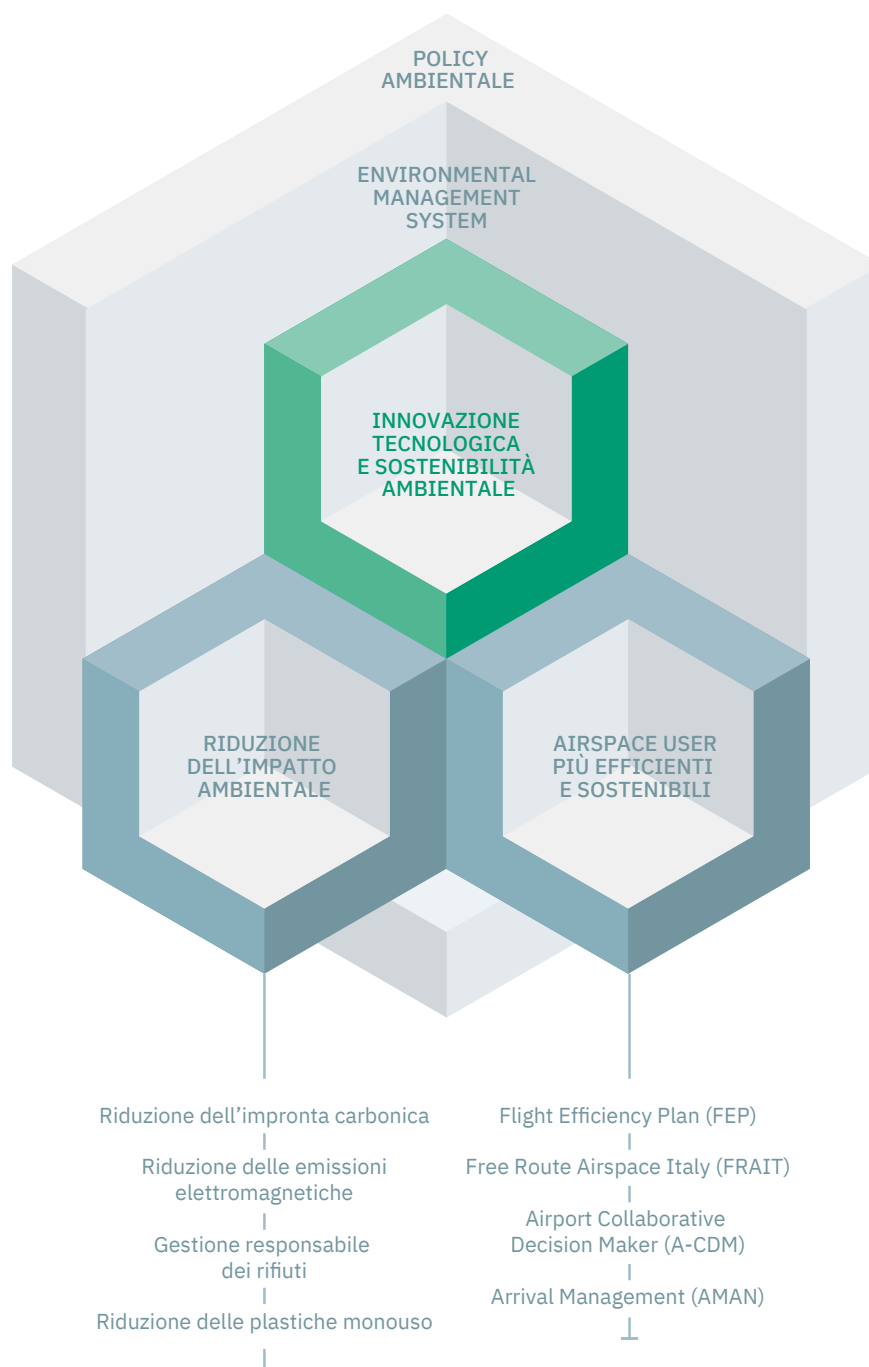 POLICY
AMBIENTALE
ENVIRONMENTAL
MANAGEMENT
SYSTEM
INNOVAZIONE
TECNOLOGICA
E SOSTENIBILITÀ
AMBIENTALE
RIDUZIONE
DELL’IMPATTO
AMBIENTALE
AIRSPACE USER
PIÙ EFFICIENTI
E SOSTENIBILI
Riduzione dell’impronta carbonica
Riduzione delle emissioni
elettromagnetiche
Gestione responsabile
dei rifiuti
Riduzione delle plastiche monouso
Flight Efficiency Plan (FEP)
Free Route Airspace Italy (FRAIT)
Airport Collaborative
Decision Maker (A-CDM)
Arrival Management (AMAN)